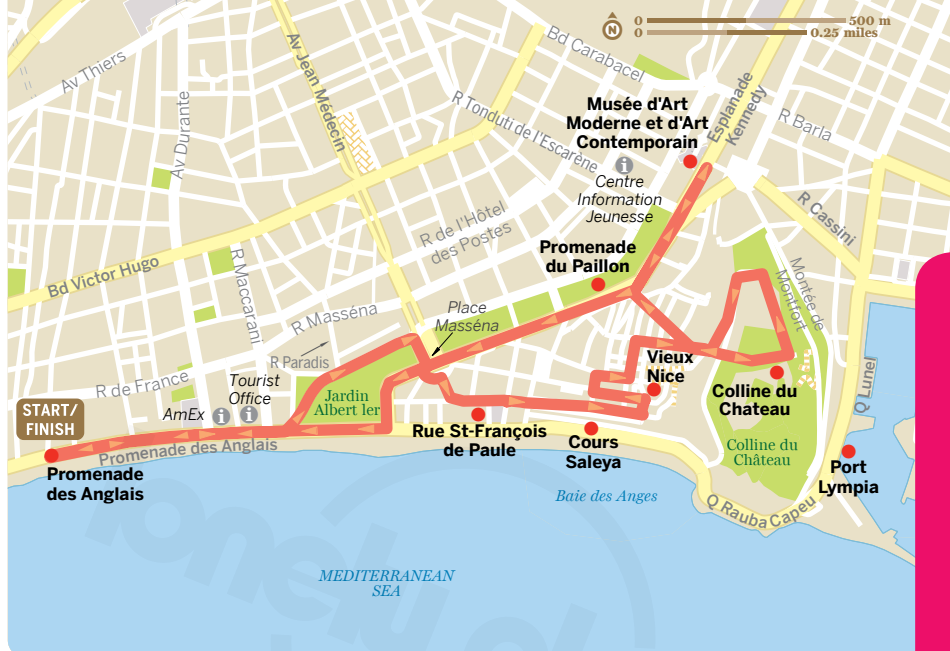 N
0
500 m
0
0.25 miles
Av Thiers
Av Jean Médecin
Bd Carabacel
Esplanade
Kennedy
Musée d'Art
Moderne et d'Art
Contemporain
R Barla
Av Durante
R Tonduti de l'Escarène
i
Centre
Information
Jeunesse
R Cassini
R de l'Hôtel
des Postes
Promenade
du Paillon
Bd Victor Hugo
R Maccarani
Montée de
Montfort
Place
Masséna
R Masséna
R Paradis
Vieux
Nice
Q Lunel
R de France
Tourist
Office
Jardin
Albert Ier
Colline du
Chateau
START/
FINISH
AmEx
i
i
Promenade des Anglais
Rue St-François
de Paule
Cours
Saleya
Colline du
Château
Port
Lympia
Promenade
des Anglais
Baie des Anges
Q Rauba Capeu
MEDITERRANEAN
SEA
lonely pl